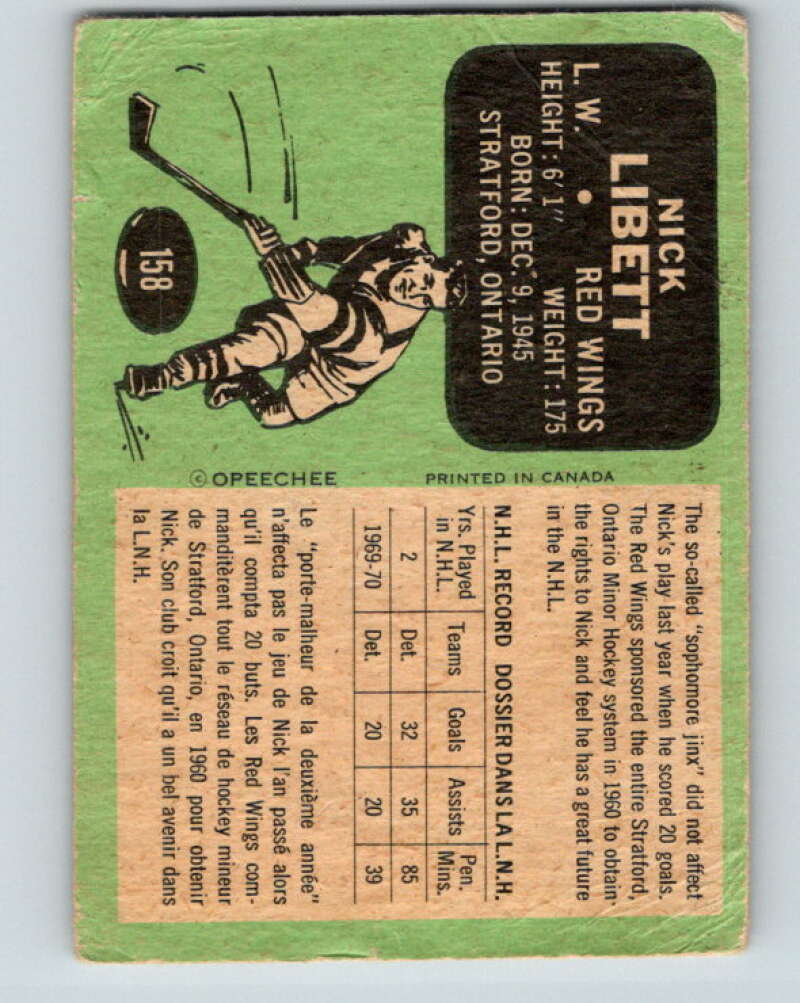 NICK
LIBETT
L. W. • RED WINGS
HEIGHT: 6' 1" WEIGHT: 175
BORN: DEC. 9, 1945
STRATFORD, ONTARIO
158
© OPEECHEE
PRINTED IN CANADA
The so-called "sophomore jinx" did not affect
Nick's play last year when he scored 20 goals.
The Red Wings sponsored the entire Stratford,
Ontario Minor Hockey system in 1960 to obtain
the rights to Nick and feel he has a great future
in the N.H.L.
N.H.L. RECORD DOSSIER DANS LA L.N.H.
Yrs. Played in N.H.L. Teams Goals Assists Pen. Mins.
2 Det. 32 35 85
1969-70 Det. 20 20 39
Le "porte-malheur de la deuxième année"
n'affecta pas le jeu de Nick l'an passé alors
qu'il compta 20 buts. Les Red Wings com-
manditèrent tout le réseau de hockey mineur
de Stratford, Ontario, en 1960 pour obtenir
Nick. Son club croit qu'il a un bel avenir dans
la L.N.H.